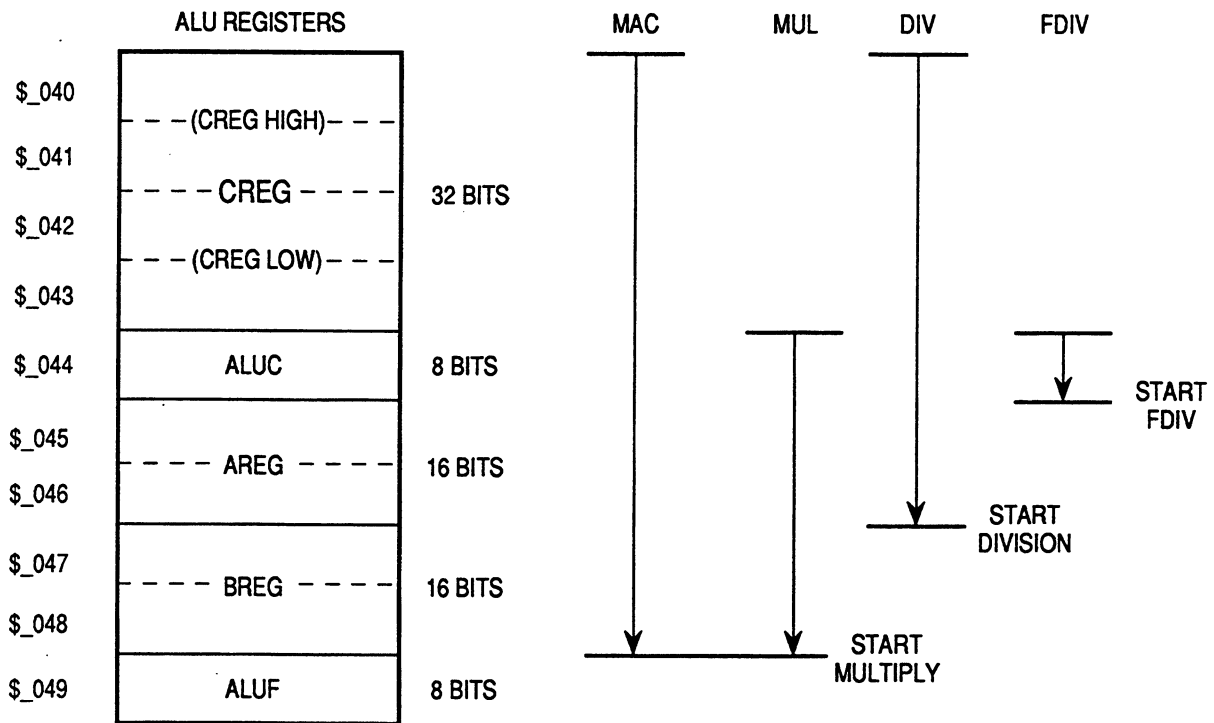 ALU REGISTERS MAC MUL DIV FDIV
$_040
(CREG HIGH)
$_041
CREG 32 BITS
$_042
(CREG LOW)
$_043
$_044 ALUC 8 BITS
START
FDIV
$_045
AREG 16 BITS
$_046
START
DIVISION
$_047
BREG 16 BITS
$_048
START
MULTIPLY
$_049 ALUF 8 BITS